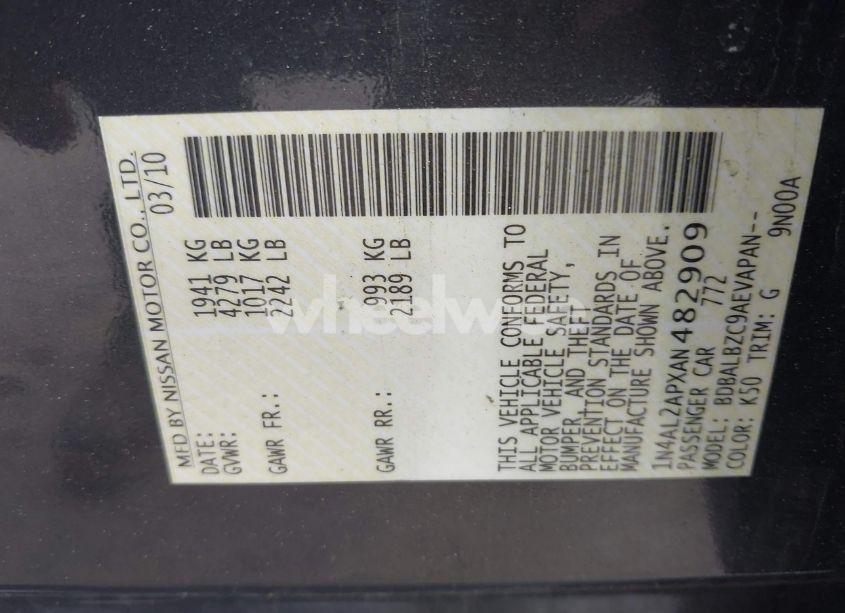 MFD BY NISSAN MOTOR CO., LTD.
DATE: 03/10
GVWR: 1941 KG
4279 LB
GAWR FR.: 1017 KG
2242 LB
GAWR RR.: 993 KG
2189 LB
THIS VEHICLE CONFORMS TO
ALL APPLICABLE FEDERAL
MOTOR VEHICLE SAFETY,
BUMPER, AND THEFT
PREVENTION STANDARDS IN
EFFECT ON THE DATE OF
MANUFACTURE SHOWN ABOVE.
1N4AL2APXAN482909
PASSENGER CAR 772
MODEL: BDBALBZC9AEVAPAN--
COLOR: K50 TRIM: G 9N00A